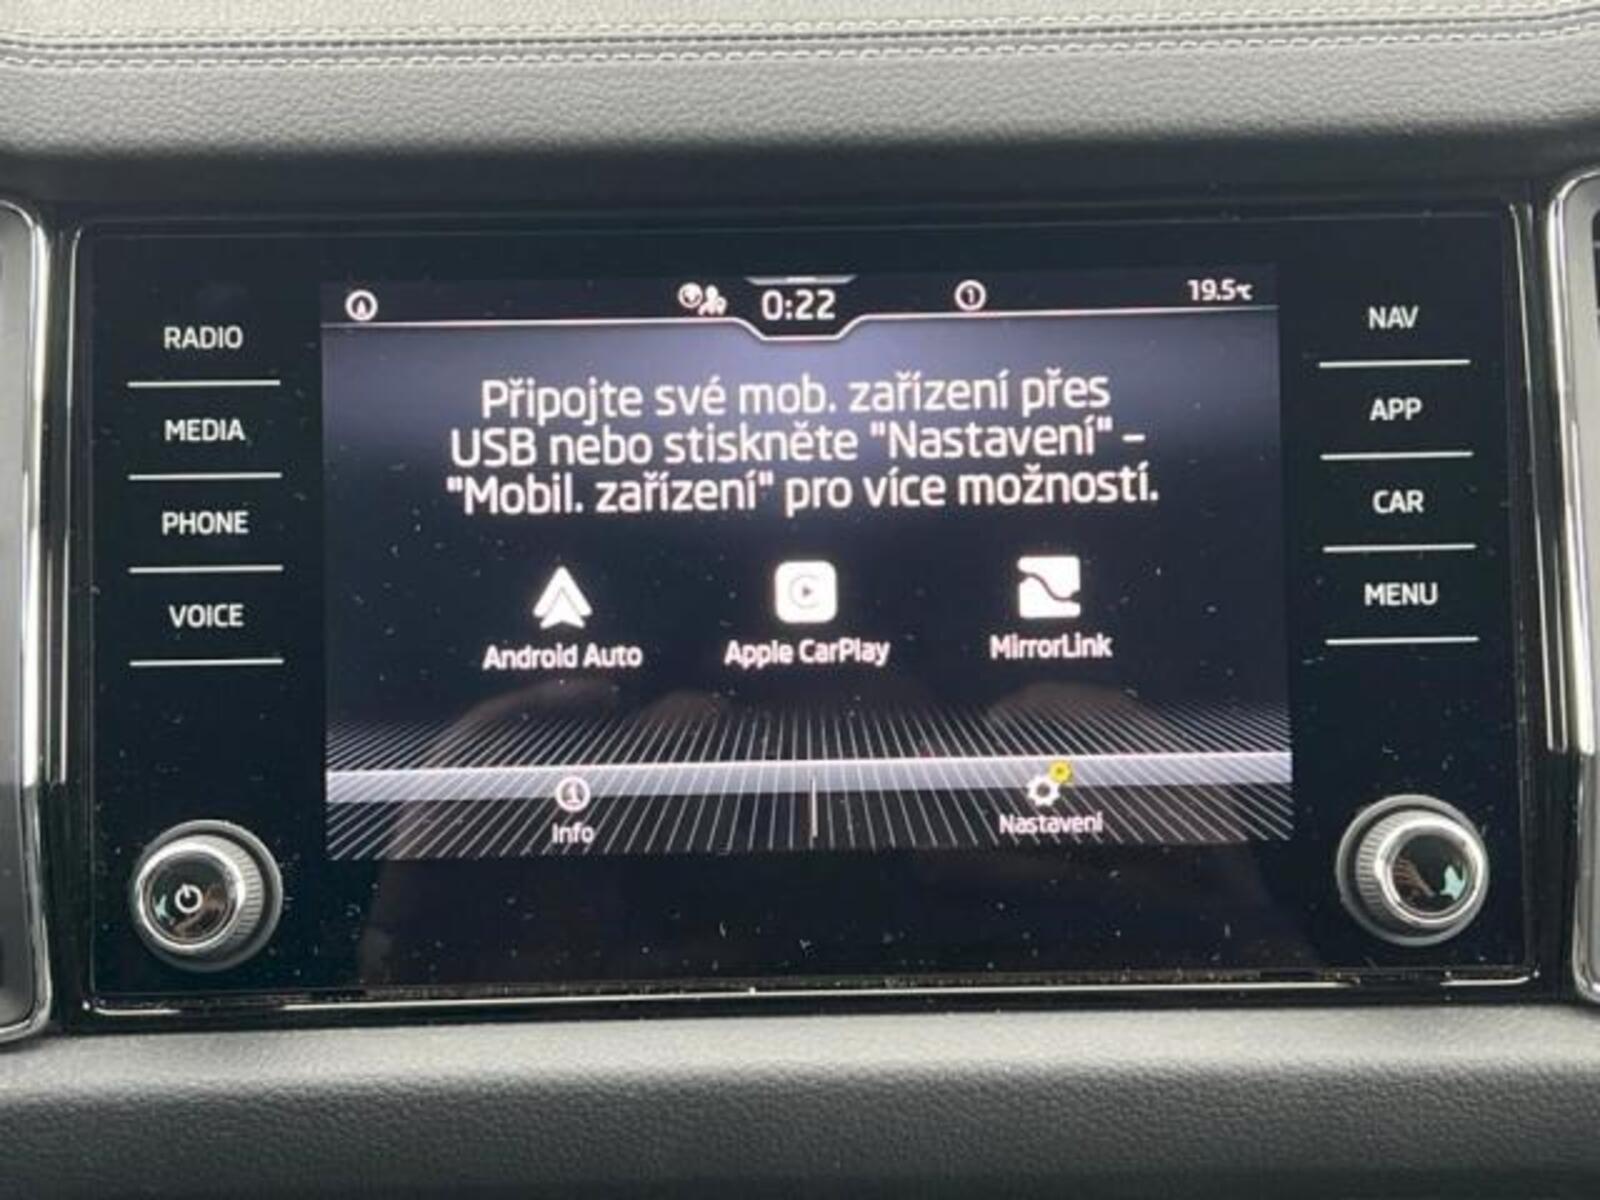 0:22
19.5°C
RADIO
MEDIA
PHONE
VOICE
Připojte své mob. zařízení přes
USB nebo stiskněte "Nastavení" –
"Mobil. zařízení" pro více možností.
Android Auto
Apple CarPlay
MirrorLink
Info
Nastavení
NAV
APP
CAR
MENU